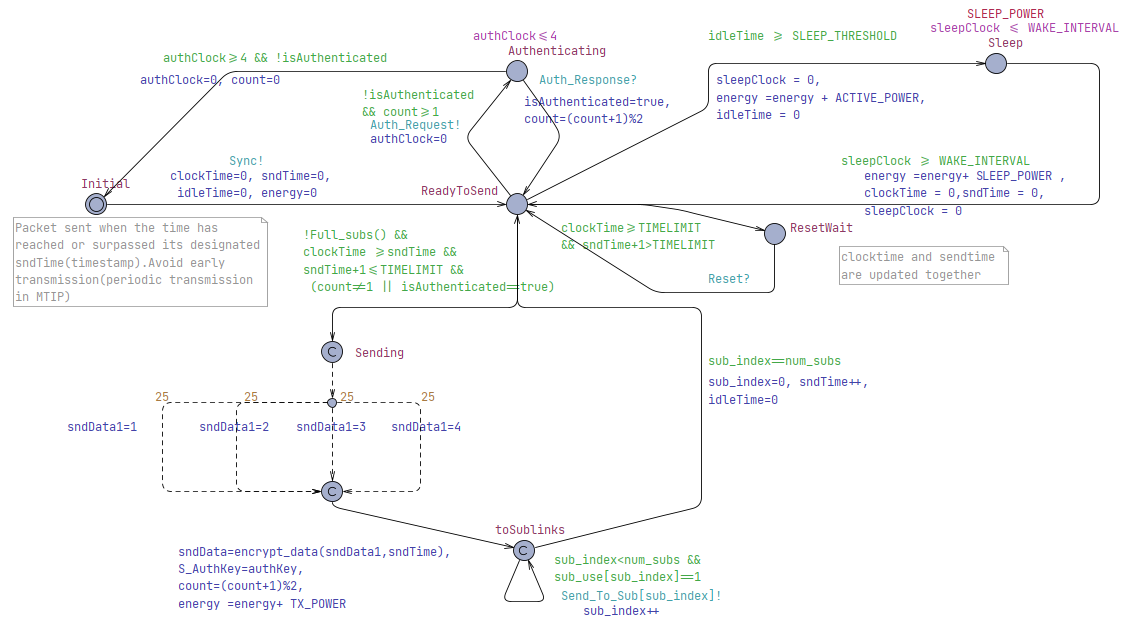 SLEEP_POWER
sleepClock ≤ WAKE_INTERVAL
Sleep
authClock≤4
Authenticating
idleTime ≥ SLEEP_THRESHOLD
authClock≥4 && !isAuthenticated
authClock=0, count=0
Auth_Response?
isAuthenticated=true,
count=(count+1)%2
sleepClock = 0,
energy =energy + ACTIVE_POWER,
idleTime = 0
!isAuthenticated
&& count≥1
Auth_Request!
authClock=0
Sync!
clockTime=0, sndTime=0,
idleTime=0, energy=0
Initial
ReadyToSend
sleepClock ≥ WAKE_INTERVAL
energy =energy+ SLEEP_POWER ,
clockTime = 0,sndTime = 0,
sleepClock = 0
Packet sent when the time has
reached or surpassed its designated
sndTime(timestamp).Avoid early
transmission(periodic transmission
in MTIP)
!Full_subs() &&
clockTime ≥sndTime &&
sndTime+1≤TIMELIMIT &&
(count≠1 || isAuthenticated==true)
clockTime≥TIMELIMIT
&& sndTime+1>TIMELIMIT
ResetWait
Reset?
clocktime and sendtime
are updated together
C
Sending
25 25 25 25
sndData1=1 sndData1=2 sndData1=3 sndData1=4
C
sub_index==num_subs
sub_index=0, sndTime++,
idleTime=0
toSublinks
C
sndData=encrypt_data(sndData1,sndTime),
S_AuthKey=authKey,
count=(count+1)%2,
energy =energy+ TX_POWER
sub_index<num_subs &&
sub_use[sub_index]==1
Send_To_Sub[sub_index]!
sub_index++